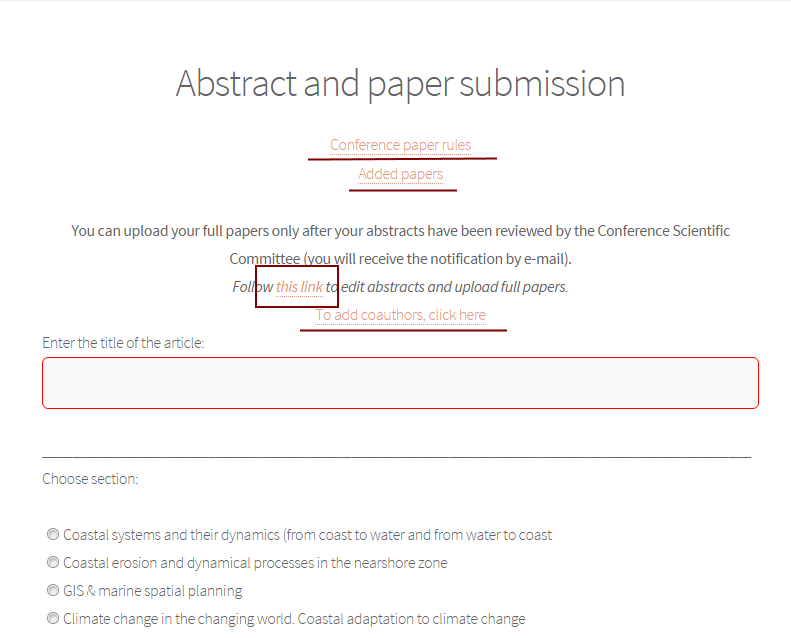 Abstract and paper submission
Conference paper rules
Added papers
You can upload your full papers only after your abstracts have been reviewed by the Conference Scientific
Committee (you will receive the notification by e-mail).
Follow this link to edit abstracts and upload full papers.
To add coauthors, click here
Enter the title of the article:
Choose section:
Coastal systems and their dynamics (from coast to water and from water to coast
Coastal erosion and dynamical processes in the nearshore zone
GIS & marine spatial planning
Climate change in the changing world. Coastal adaptation to climate change